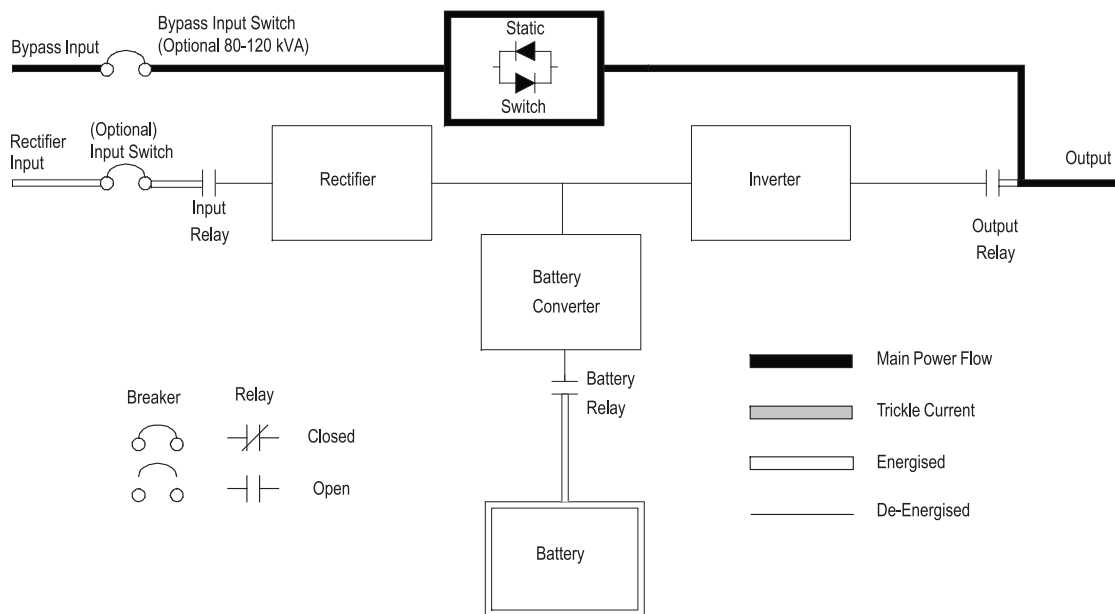 Bypass Input
Bypass Input Switch
(Optional 80-120 kVA)
Static
Switch
Rectifier
Input
(Optional)
Input Switch
Input
Relay
Rectifier
Inverter
Output
Output
Relay
Battery
Converter
Battery
Relay
Battery
Breaker
Relay
Closed
Open
Main Power Flow
Trickle Current
Energised
De-Energised